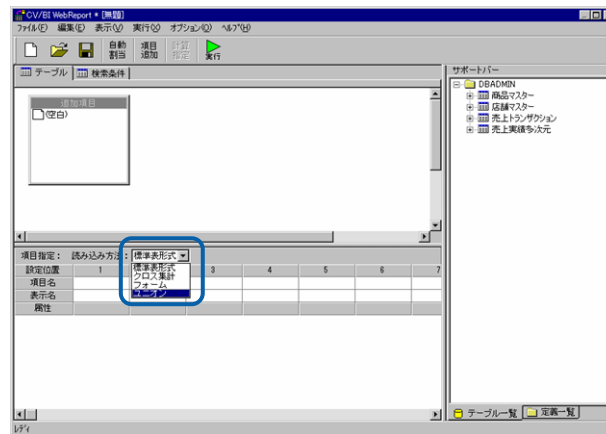 CV/BI WebReport * [無題]
ファイル(F) 編集(E) 表示(V) 実行(X) オプション(O) ヘルプ(H)
自動割当 項目追加 計算指定 実行
テーブル 検索条件
追加項目
(空白)
項目指定： 読み込み方法： 標準表形式
標準表形式
クロス集計
フォーム
ユニオン
設定位置 1 3 4 5 6 7
項目名
表示名
属性
サポートバー
DBADMIN
商品マスター
店舗マスター
売上トランザクション
売上実績多次元
テーブル一覧 定義一覧
レディ